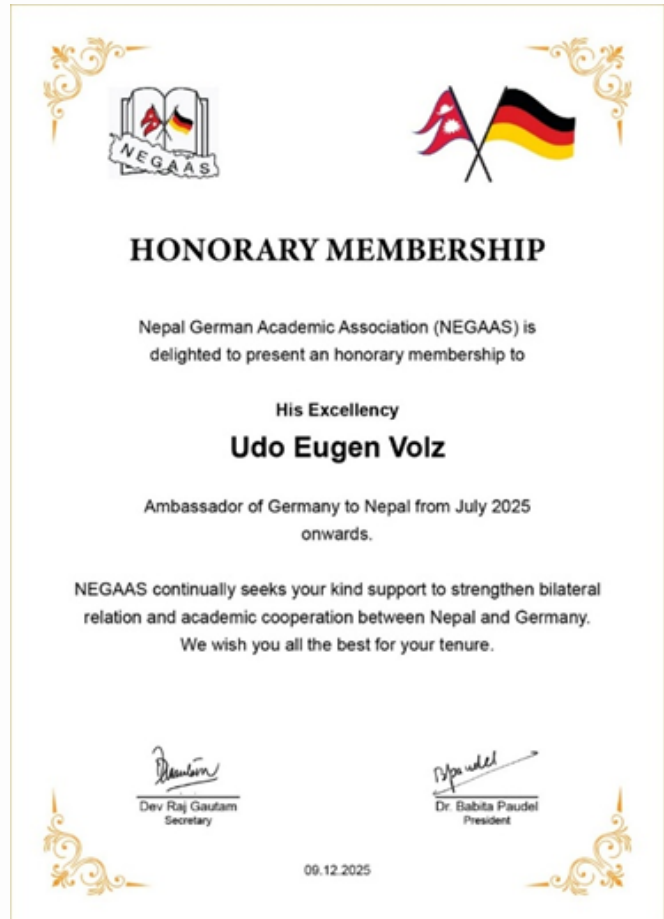 NEGAAS
HONORARY MEMBERSHIP
Nepal German Academic Association (NEGAAS) is
delighted to present an honorary membership to
His Excellency
Udo Eugen Volz
Ambassador of Germany to Nepal from July 2025
onwards.
NEGAAS continually seeks your kind support to strengthen bilateral
relation and academic cooperation between Nepal and Germany.
We wish you all the best for your tenure.
Bpaudel
Dev Raj Gautam
Secretary
Dr. Babita Paudel
President
09.12.2025